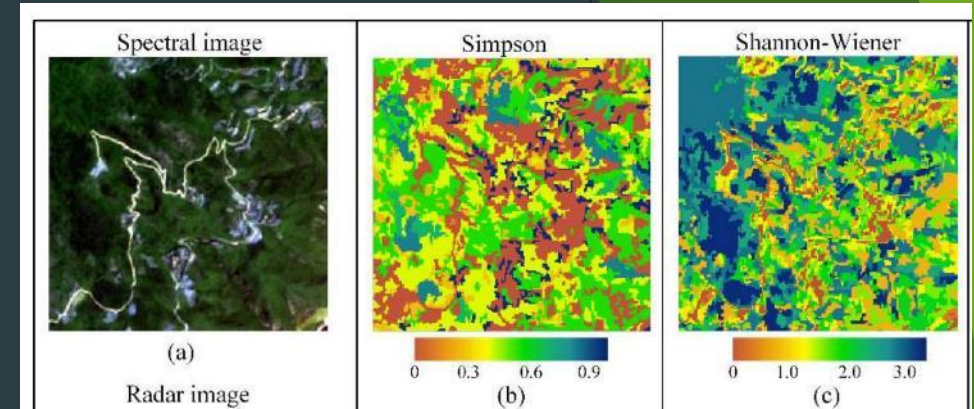 Spectral image
Simpson
Shannon-Wiener
(a)
0 0.3 0.6 0.9
(b)
0 1.0 2.0 3.0
(c)
Radar image